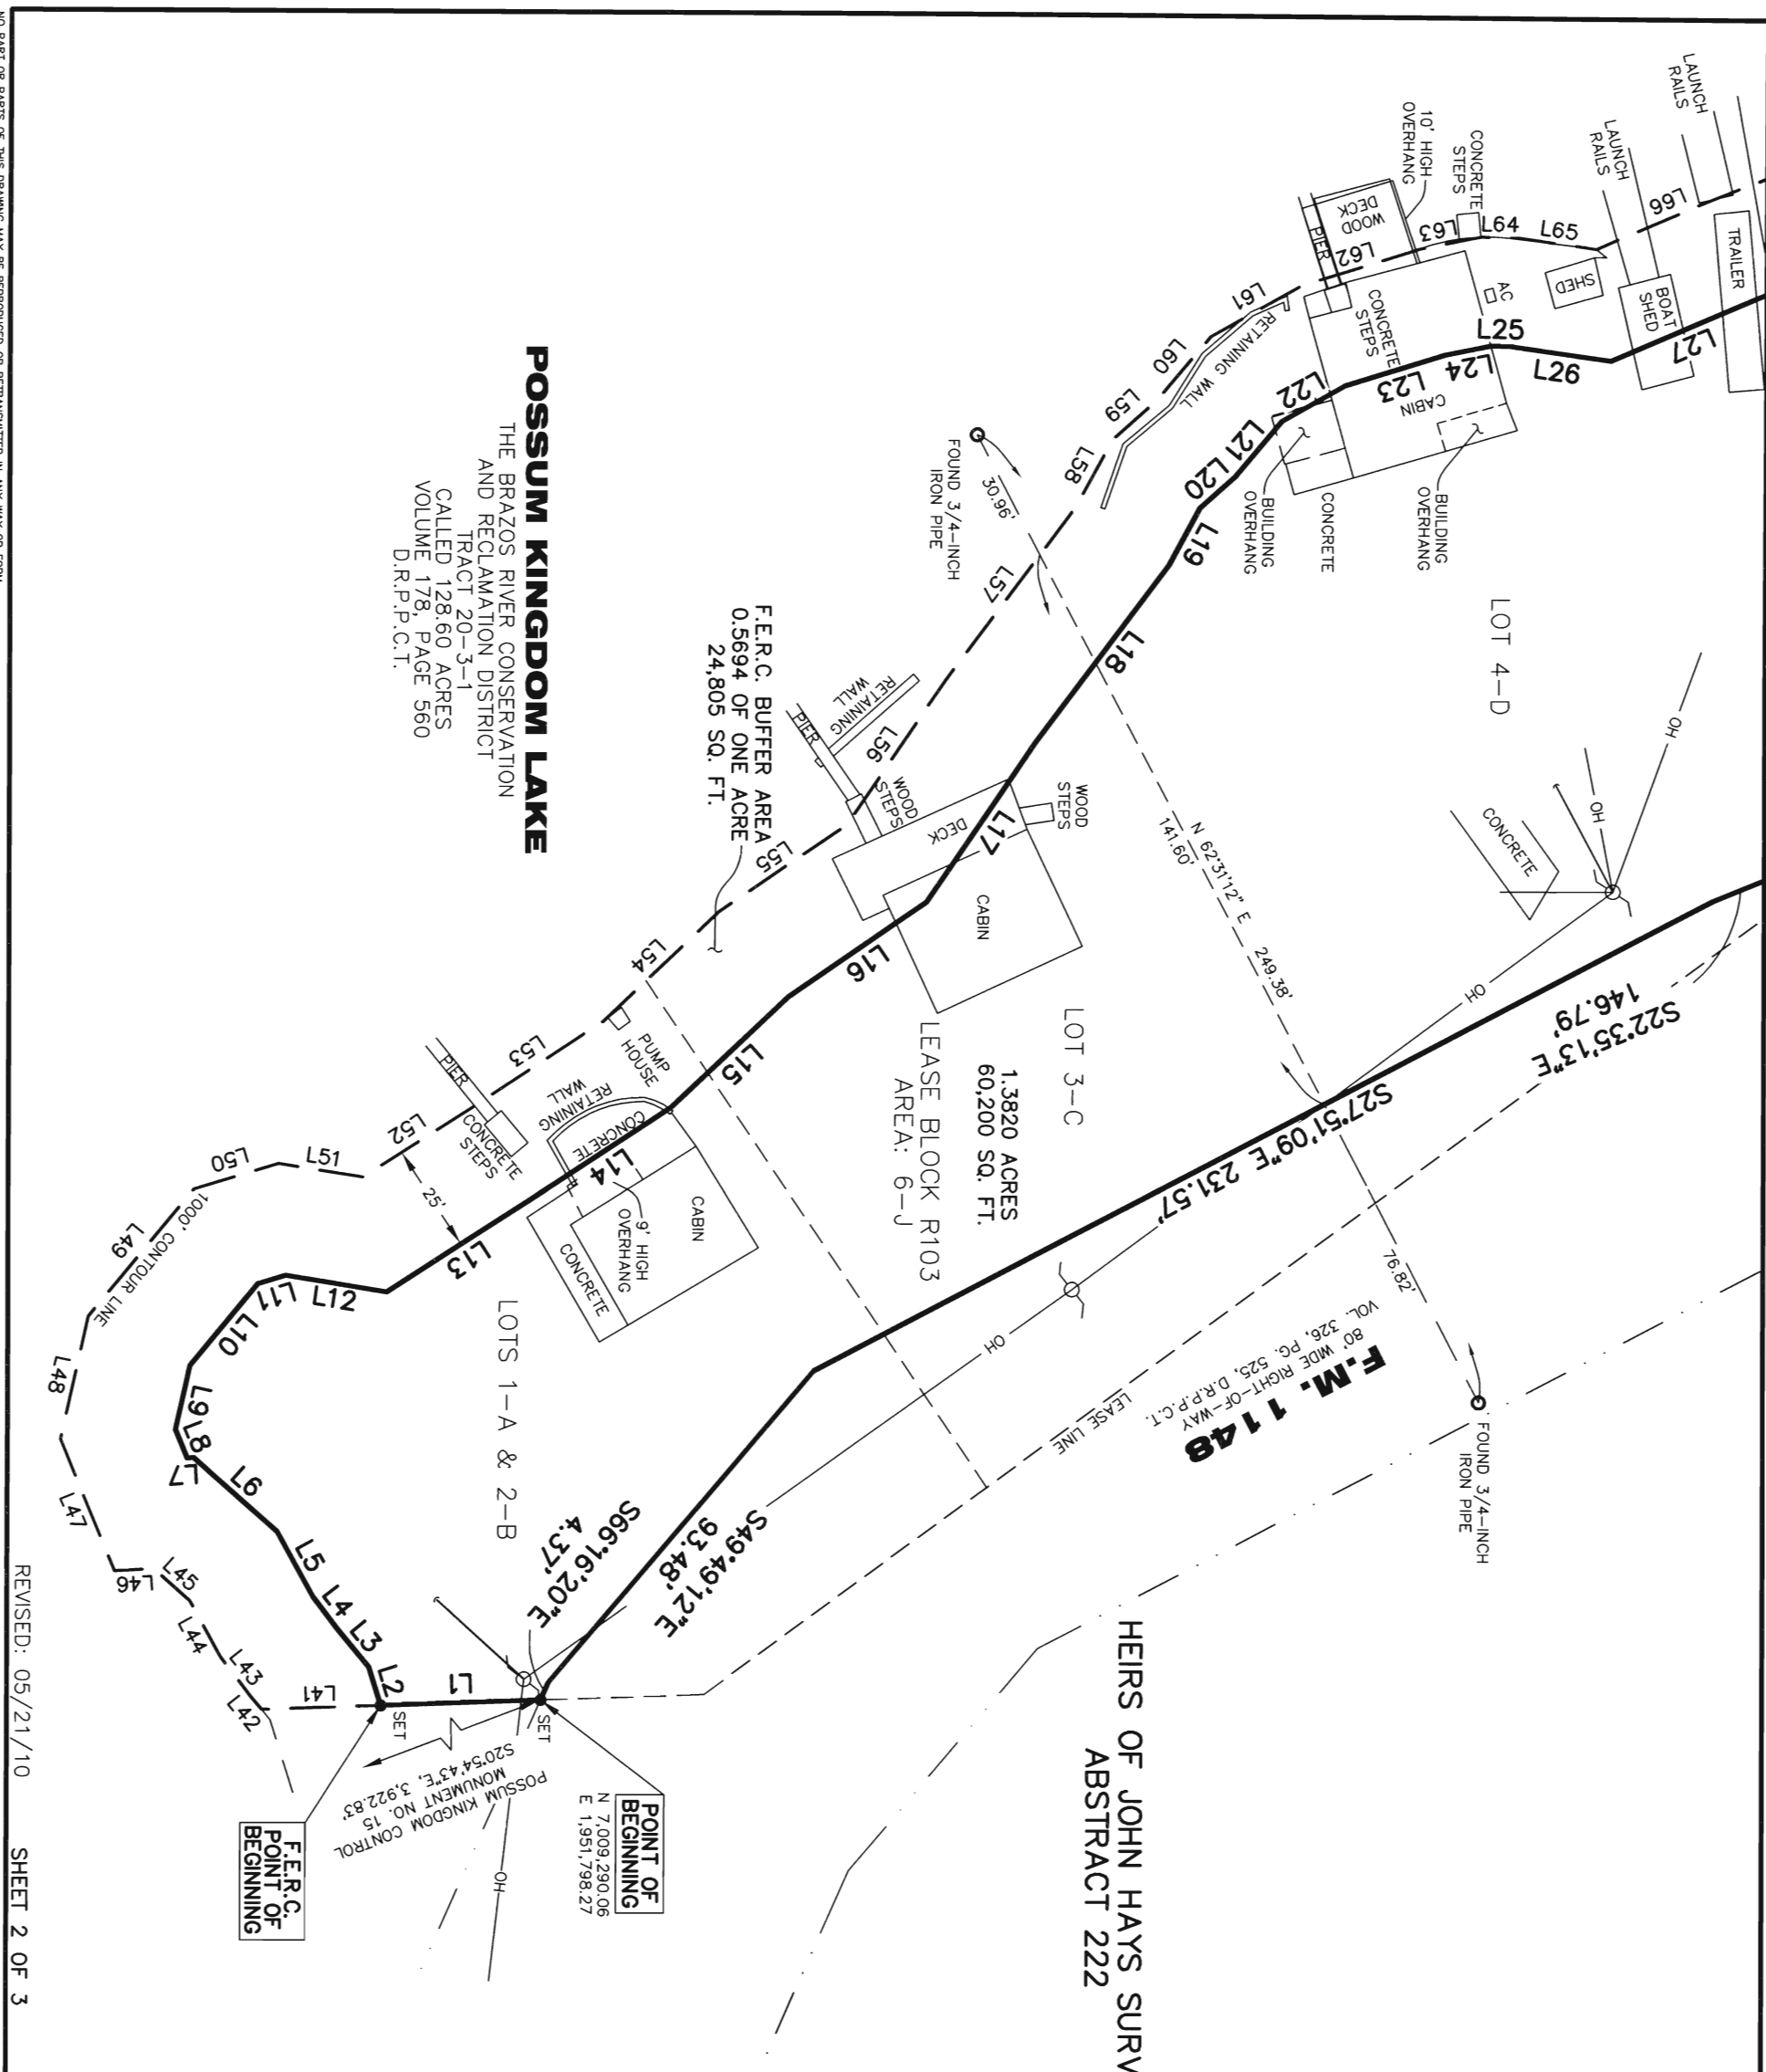 LAUNCH
RAILS
LAUNCH
RAILS
L66
TRAILER
BOAT
SHED
L27
SHED
CONCRETE
STEPS
10' HIGH
OVERHANG
WOOD
DECK
PIER
L62
L63
L64
L65
AC
L25
L26
L24
L23
CABIN
CONCRETE
STEPS
L22
L61
RETAINING WALL
L60
L59
L58
L21
L20
L19
BUILDING
OVERHANG
CONCRETE
BUILDING
OVERHANG
FOUND 3/4-INCH
IRON PIPE
30.96'
L57
L18
LOT 4-D
OH
OH
CONCRETE
N 62°31'12" E
249.38'
141.60'
POSSUM KINGDOM LAKE
THE BRAZOS RIVER CONSERVATION
AND RECLAMATION DISTRICT
TRACT 20-3-1
CALLED 128.60 ACRES
VOLUME 178, PAGE 560
D.R.P.P.C.T.
F.E.R.C. BUFFER AREA
0.5694 OF ONE ACRE
24,805 SQ. FT.
RETAINING
WALL
PIER
L56
WOOD
STEPS
DECK
WOOD
STEPS
L17
CABIN
L55
L16
L54
LOT 3-C
1.3820 ACRES
60,200 SQ. FT.
LEASE BLOCK R103
AREA: 6-J
OH
S22°35'13"E
146.79'
S27°51'09"E 231.57'
76.82'
L15
PUMP
HOUSE
L53
PIER
RETAINING
WALL
CONCRETE
L14
CONCRETE
STEPS
L52
9' HIGH
OVERHANG
CABIN
CONCRETE
L51
L50
25'
L13
1000' CONTOUR LINE
L49
L12
L11
L10
L48
L9
L8
L7
L6
L47
L5
L4
L3
L2
L46
L45
L44
L43
L42
L41
L1
LOTS 1-A & 2-B
S66°16'20"E
4.37'
S49°49'12"E
93.48'
OH
LEASE LINE
F.M. 1148
80' WIDE RIGHT-OF-WAY
VOL. 326, PG. 525, D.R.P.P.C.T.
FOUND 3/4-INCH
IRON PIPE
HEIRS OF JOHN HAYS SURV
ABSTRACT 222
SET
SET
POSSUM KINGDOM CONTROL
MONUMENT NO. 15
S20°54'43"E, 3,922.83'
OH
POINT OF
BEGINNING
N 7,009,290.06
E 1,951,798.27
F.E.R.C.
POINT OF
BEGINNING
REVISED: 05/21/10
SHEET 2 OF 3